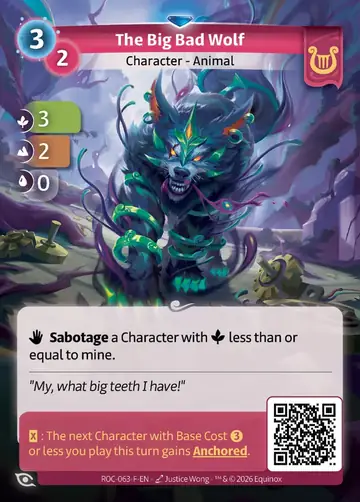 3
2
The Big Bad Wolf
Character - Animal
3
2
0
Sabotage a Character with less than or
equal to mine.
"My, what big teeth I have!"
X : The next Character with Base Cost 3
or less you play this turn gains Anchored.
ROC-063-F-EN - Justice Wong - ™ & © 2026 Equinox